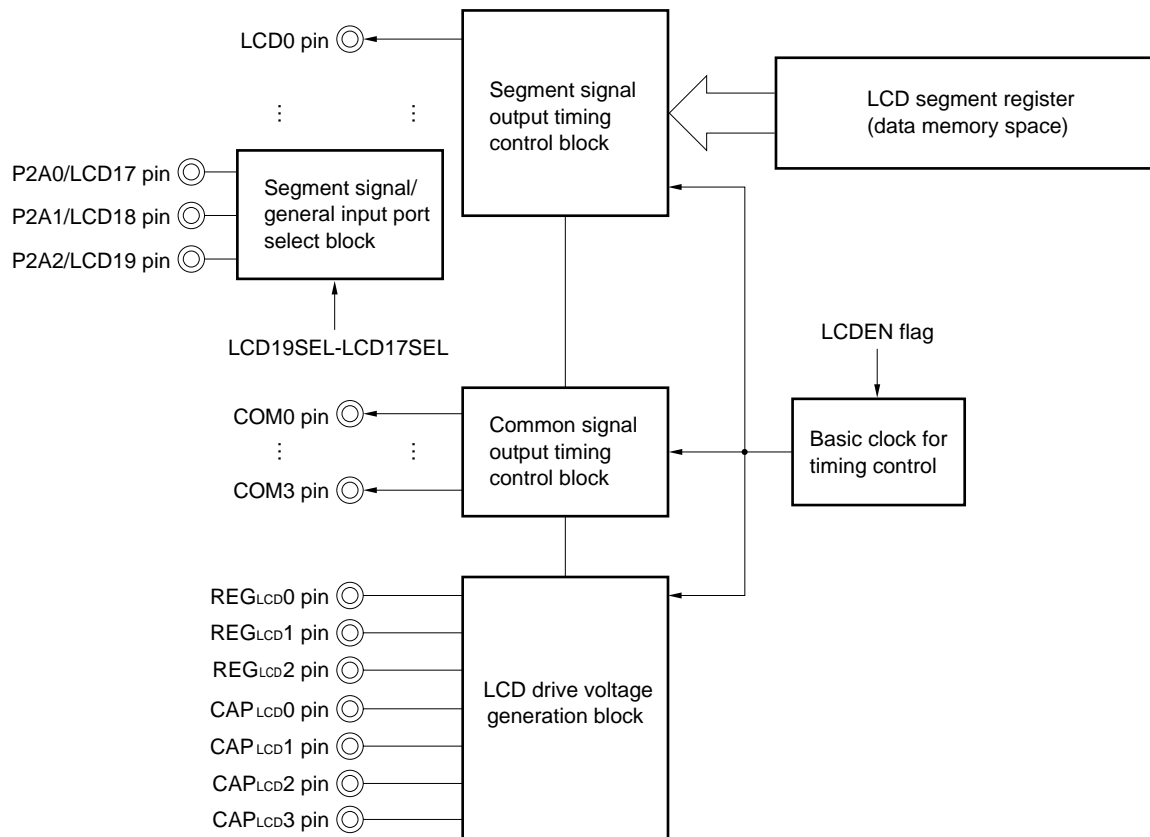 LCD0 pin
Segment signal
output timing
control block
LCD segment register
(data memory space)
P2A0/LCD17 pin
P2A1/LCD18 pin
P2A2/LCD19 pin
Segment signal/
general input port
select block
LCD19SEL-LCD17SEL
LCDEN flag
COM0 pin
COM3 pin
Common signal
output timing
control block
Basic clock for
timing control
REGLCD0 pin
REGLCD1 pin
REGLCD2 pin
CAPLCD0 pin
CAPLCD1 pin
CAPLCD2 pin
CAPLCD3 pin
LCD drive voltage
generation block